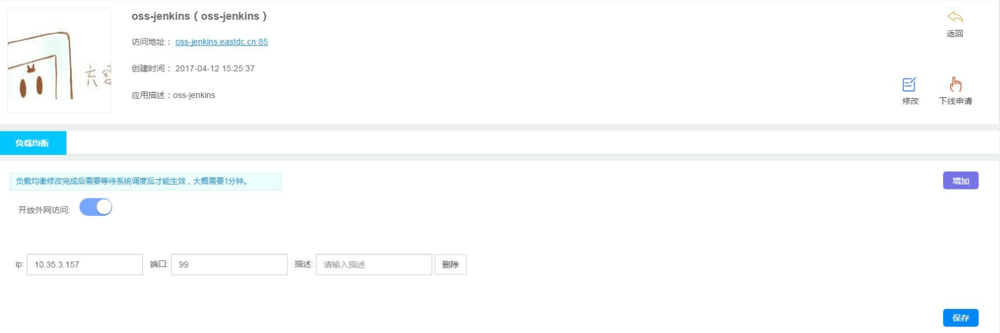 oss-jenkins（oss-jenkins）
返回
访问地址： oss-jenkins.eastdc.cn:85
创建时间： 2017-04-12 15:25:37
应用描述：oss-jenkins
修改 下线申请
负载均衡
负载均衡修改完成后需要等待系统调度后才能生效，大概需要1分钟。
增加
开放外网访问:
ip: 10.35.3.157 端口: 99 描述: 请输入描述 删除
保存